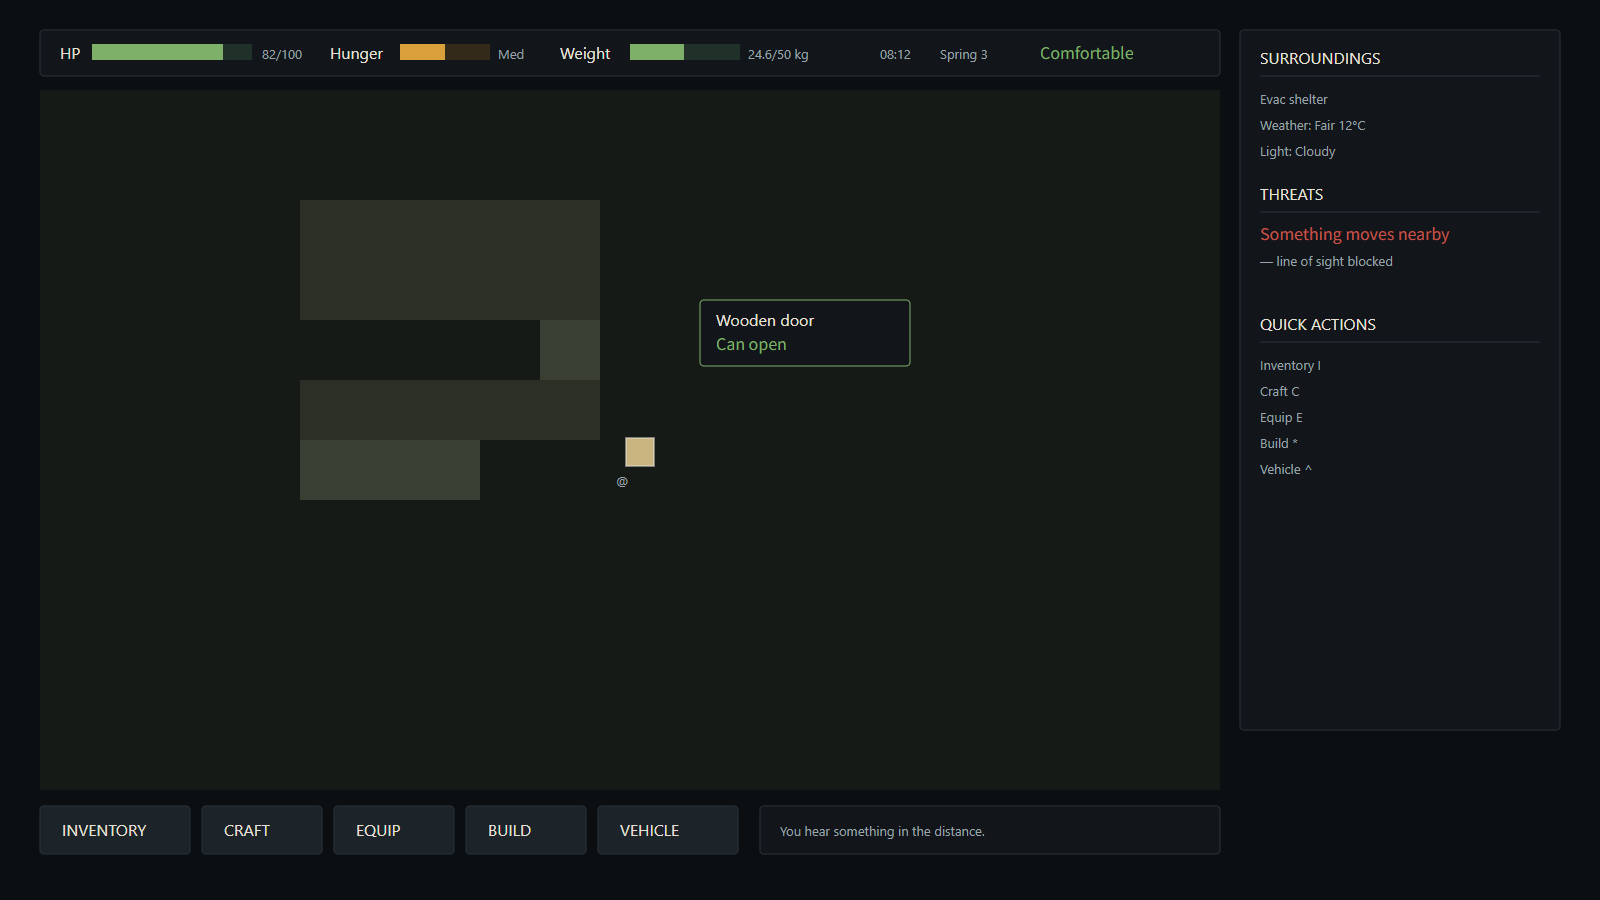 HP 82/100 Hunger Med Weight 24.6/50 kg 08:12 Spring 3 Comfortable
SURROUNDINGS
Evac shelter
Weather: Fair 12°C
Light: Cloudy
THREATS
Something moves nearby
— line of sight blocked
QUICK ACTIONS
Inventory I
Craft C
Equip E
Build *
Vehicle ^
Wooden door
Can open
@
INVENTORY CRAFT EQUIP BUILD VEHICLE
You hear something in the distance.